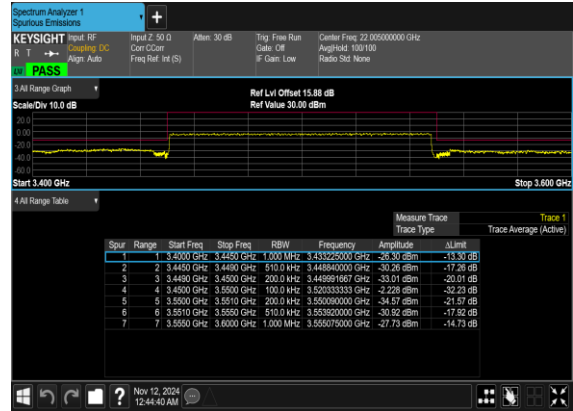 Spectrum Analyzer 1
Spurious Emissions
KEYSIGHT Input: RF Input Z: 50 Ω Atten: 30 dB Trig: Free Run Center Freq: 22.005000000 GHz
R T Coupling: DC Corr CCorr Gate: Off Avg|Hold: 100/100
Align: Auto Freq Ref: Int (S) IF Gain: Low Radio Std: None
PASS
3 All Range Graph
Ref Lvl Offset 15.88 dB
Scale/Div 10.0 dB Ref Value 30.00 dBm
20.0
0.00
-20.0
-40.0
-60.0
Start 3.400 GHz Stop 3.600 GHz
4 All Range Table
Measure Trace Trace 1
Trace Type Trace Average (Active)
Spur Range Start Freq Stop Freq RBW Frequency Amplitude ΔLimit
1 1 3.4000 GHz 3.4450 GHz 1.000 MHz 3.433225000 GHz -26.30 dBm -13.30 dB
2 2 3.4450 GHz 3.4490 GHz 510.0 kHz 3.448840000 GHz -30.26 dBm -17.26 dB
3 3 3.4490 GHz 3.4500 GHz 200.0 kHz 3.449991667 GHz -33.01 dBm -20.01 dB
4 4 3.4500 GHz 3.5500 GHz 100.0 kHz 3.520333333 GHz -2.228 dBm -32.23 dB
5 5 3.5500 GHz 3.5510 GHz 200.0 kHz 3.550090000 GHz -34.57 dBm -21.57 dB
6 6 3.5510 GHz 3.5550 GHz 510.0 kHz 3.553920000 GHz -30.92 dBm -17.92 dB
7 7 3.5550 GHz 3.6000 GHz 1.000 MHz 3.555075000 GHz -27.73 dBm -14.73 dB
? Nov 12, 2024
12:44:40 AM